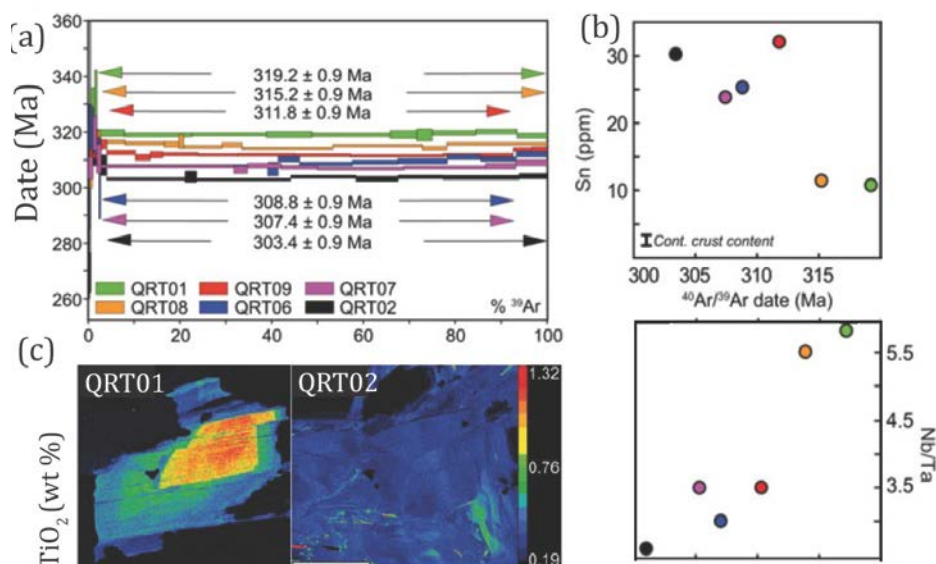 (a)
Date (Ma)
360
340
320
300
280
260
319.2 ± 0.9 Ma
315.2 ± 0.9 Ma
311.8 ± 0.9 Ma
308.8 ± 0.9 Ma
307.4 ± 0.9 Ma
303.4 ± 0.9 Ma
QRT01 QRT09 QRT07
QRT08 QRT06 QRT02
% ³⁹Ar
0 20 40 60 80 100
(b)
Sn (ppm)
30
20
10
Cont. crust content
300 305 310 315
⁴⁰Ar/³⁹Ar date (Ma)
5.5
4.5
3.5
Nb/Ta
(c)
TiO₂ (wt %)
QRT01
QRT02
1.32
0.76
0.19